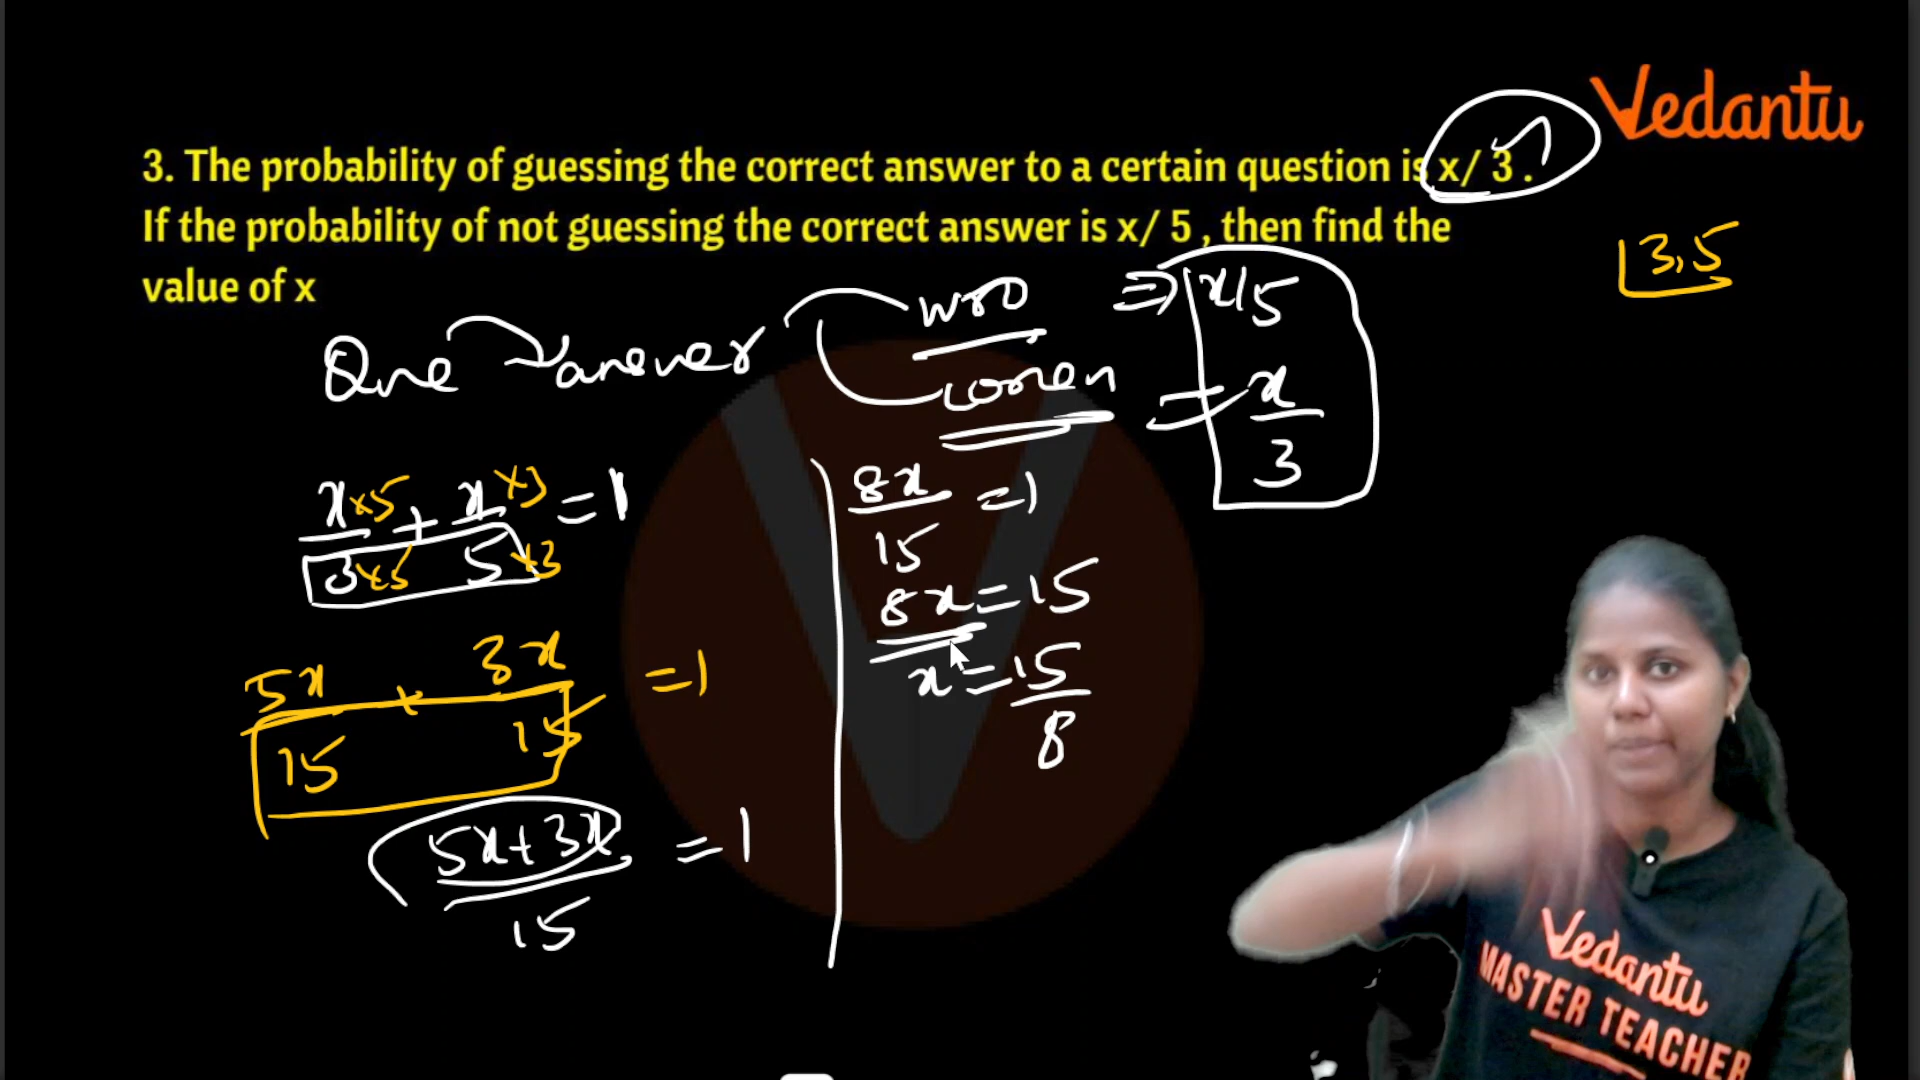 Vedantu
3. The probability of guessing the correct answer to a certain question is x/ 3 .
If the probability of not guessing the correct answer is x/ 5 , then find the
value of x
3,5
Que → answer
wro ⇒ x/5
= x/3
x×5/3×5 + x×3/5×3 = 1
5x/15 + 3x/15 = 1
5x+3x/15 = 1
8x/15 = 1
8x = 15
x = 15/8
Vedantu
MASTER TEACHER